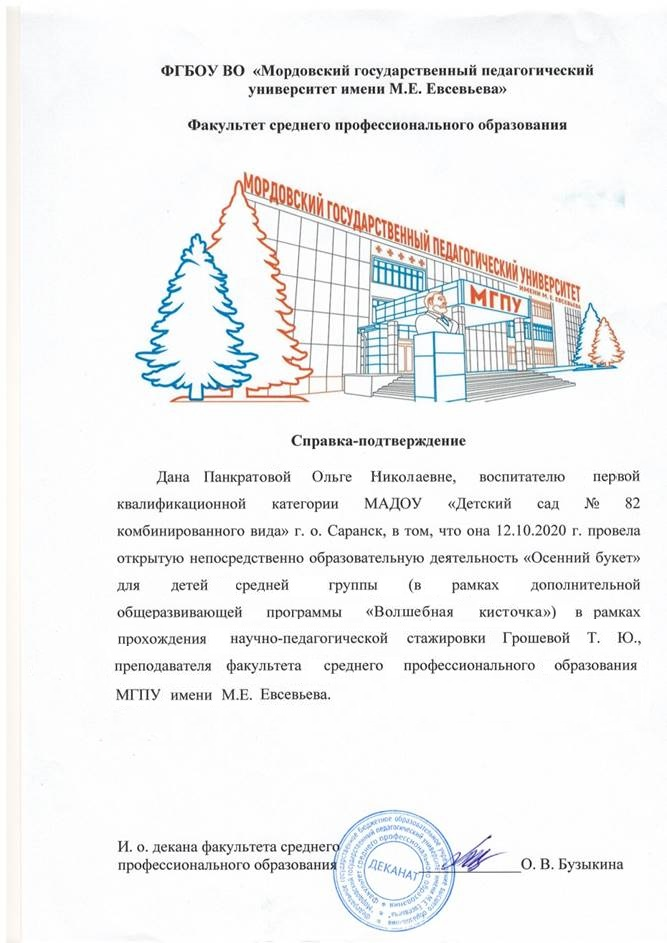 ФГБОУ ВО «Мордовский государственный педагогический
университет имени М.Е. Евсевьева»
Факультет среднего профессионального образования
МОРДОВСКИЙ ГОСУДАРСТВЕННЫЙ ПЕДАГОГИЧЕСКИЙ УНИВЕРСИТЕТ
ИМЕНИ М. Е. ЕВСЕВЬЕВА
МГПУ
Справка-подтверждение
Дана Панкратовой Ольге Николаевне, воспитателю первой
квалификационной категории МАДОУ «Детский сад № 82
комбинированного вида» г. о. Саранск, в том, что она 12.10.2020 г. провела
открытую непосредственно образовательную деятельность «Осенний букет»
для детей средней группы (в рамках дополнительной
общеразвивающей программы «Волшебная кисточка») в рамках
прохождения научно-педагогической стажировки Грошевой Т. Ю.,
преподавателя факультета среднего профессионального образования
МГПУ имени М.Е. Евсевьева.
И. о. декана факультета среднего
профессионального образования О. В. Бузыкина
ДЕКАНАТ